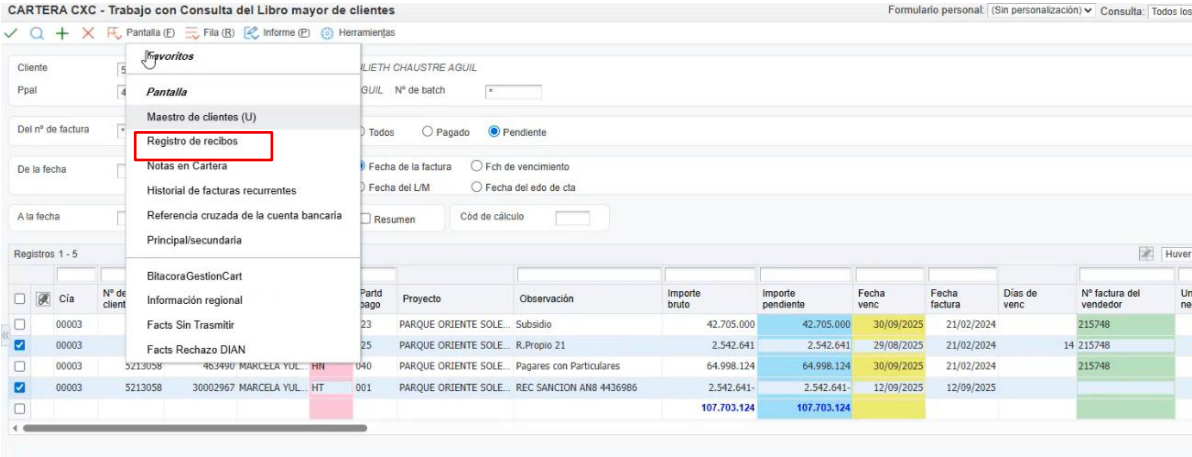 CARTERA CXC - Trabajo con Consulta del Libro mayor de clientes
Formulario personal: (Sin personalización) Consulta: Todos los
Pantalla (F) Fila (R) Informe (P) Herramientas
Favoritos
Cliente 5 LIETH CHAUSTRE AGUIL
Ppal 4 Pantalla GUIL Nº de batch *
Maestro de clientes (U)
Del nº de factura * Todos Pagado Pendiente
Registro de recibos
De la fecha Notas en Cartera Fecha de la factura Fch de vencimiento
Historial de facturas recurrentes Fecha del L/M Fecha del edo de cta
A la fecha Referencia cruzada de la cuenta bancaria Resumen Cód de cálculo
Principal/secundaria
Registros 1 - 5 Huver
BitacoraGestionCart
Información regional
Facts Sin Trasmitir
Facts Rechazo DIAN
Cía Nº de client Partd pago Proyecto Observación Importe bruto Importe pendiente Fecha venc Fecha factura Días de venc Nº factura del vendedor Un ne
00003 23 PARQUE ORIENTE SOLE... Subsidio 42.705.000 42.705.000 30/09/2025 21/02/2024 215748
00003 25 PARQUE ORIENTE SOLE... R.Propio 21 2.542.641 2.542.641 29/08/2025 21/02/2024 14 215748
00003 5213058 463490 MARCELA YUL... HN 040 PARQUE ORIENTE SOLE... Pagares con Particulares 64.998.124 64.998.124 30/09/2025 21/02/2024 215748
00003 5213058 30002967 MARCELA YUL... HT 001 PARQUE ORIENTE SOLE... REC SANCION AN8 4436986 2.542.641- 2.542.641- 12/09/2025 12/09/2025
107.703.124 107.703.124